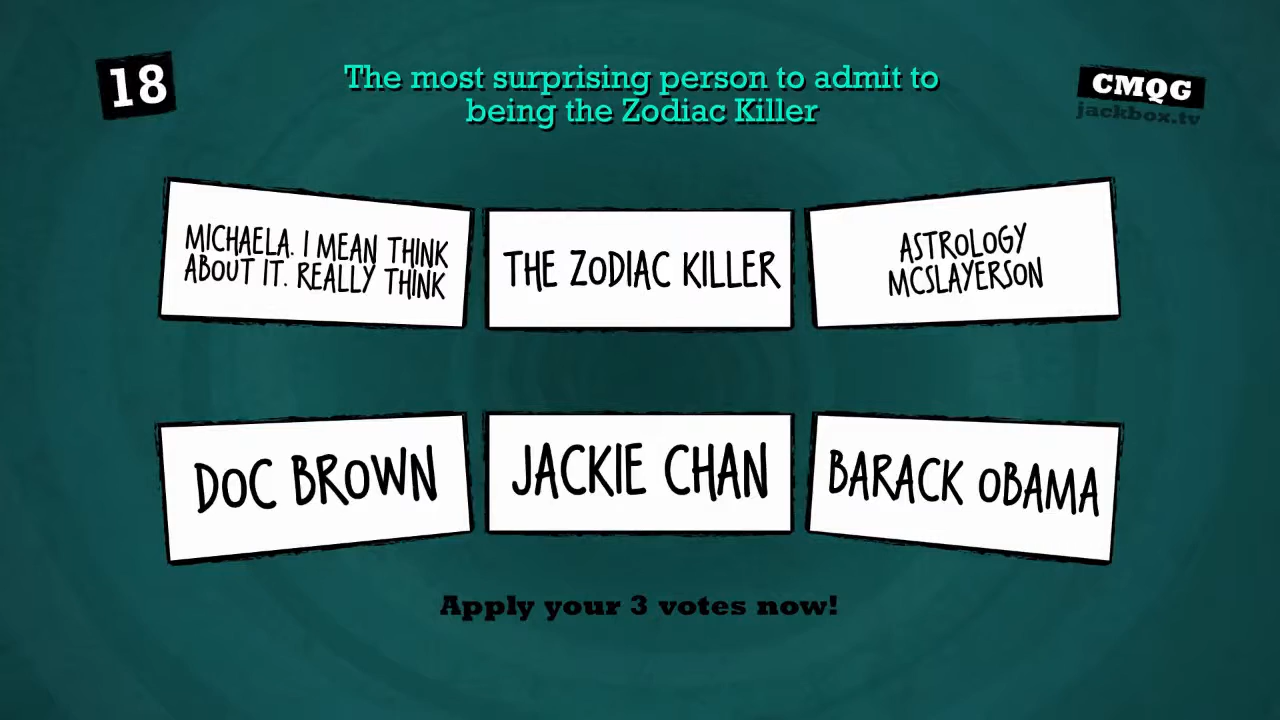 18
The most surprising person to admit to
being the Zodiac Killer
CMQG
jackbox.tv
MICHAELA. I MEAN THINK
ABOUT IT. REALLY THINK
THE ZODIAC KILLER
ASTROLOGY
MCSLAYERSON
DOC BROWN
JACKIE CHAN
BARACK OBAMA
Apply your 3 votes now!